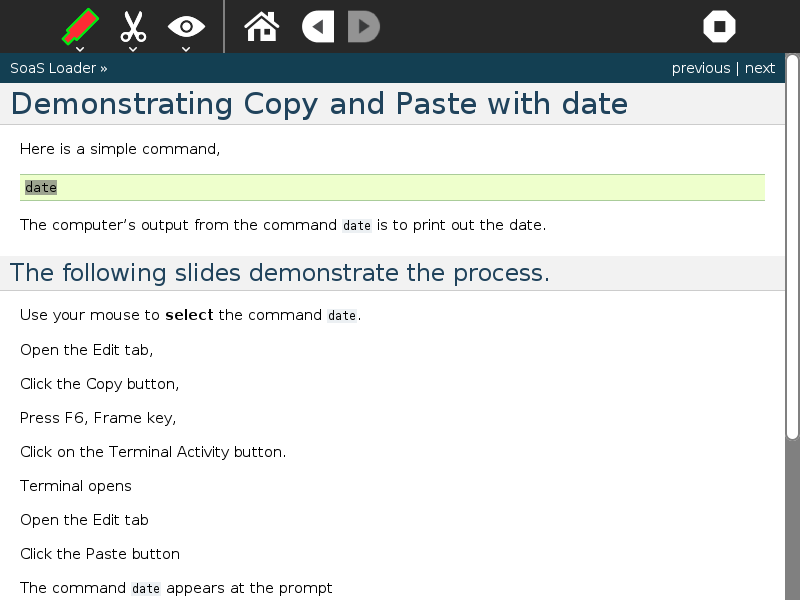 SoaS Loader »
previous | next
Demonstrating Copy and Paste with date
Here is a simple command,
date
The computer’s output from the command date is to print out the date.
The following slides demonstrate the process.
Use your mouse to select the command date.
Open the Edit tab,
Click the Copy button,
Press F6, Frame key,
Click on the Terminal Activity button.
Terminal opens
Open the Edit tab
Click the Paste button
The command date appears at the prompt